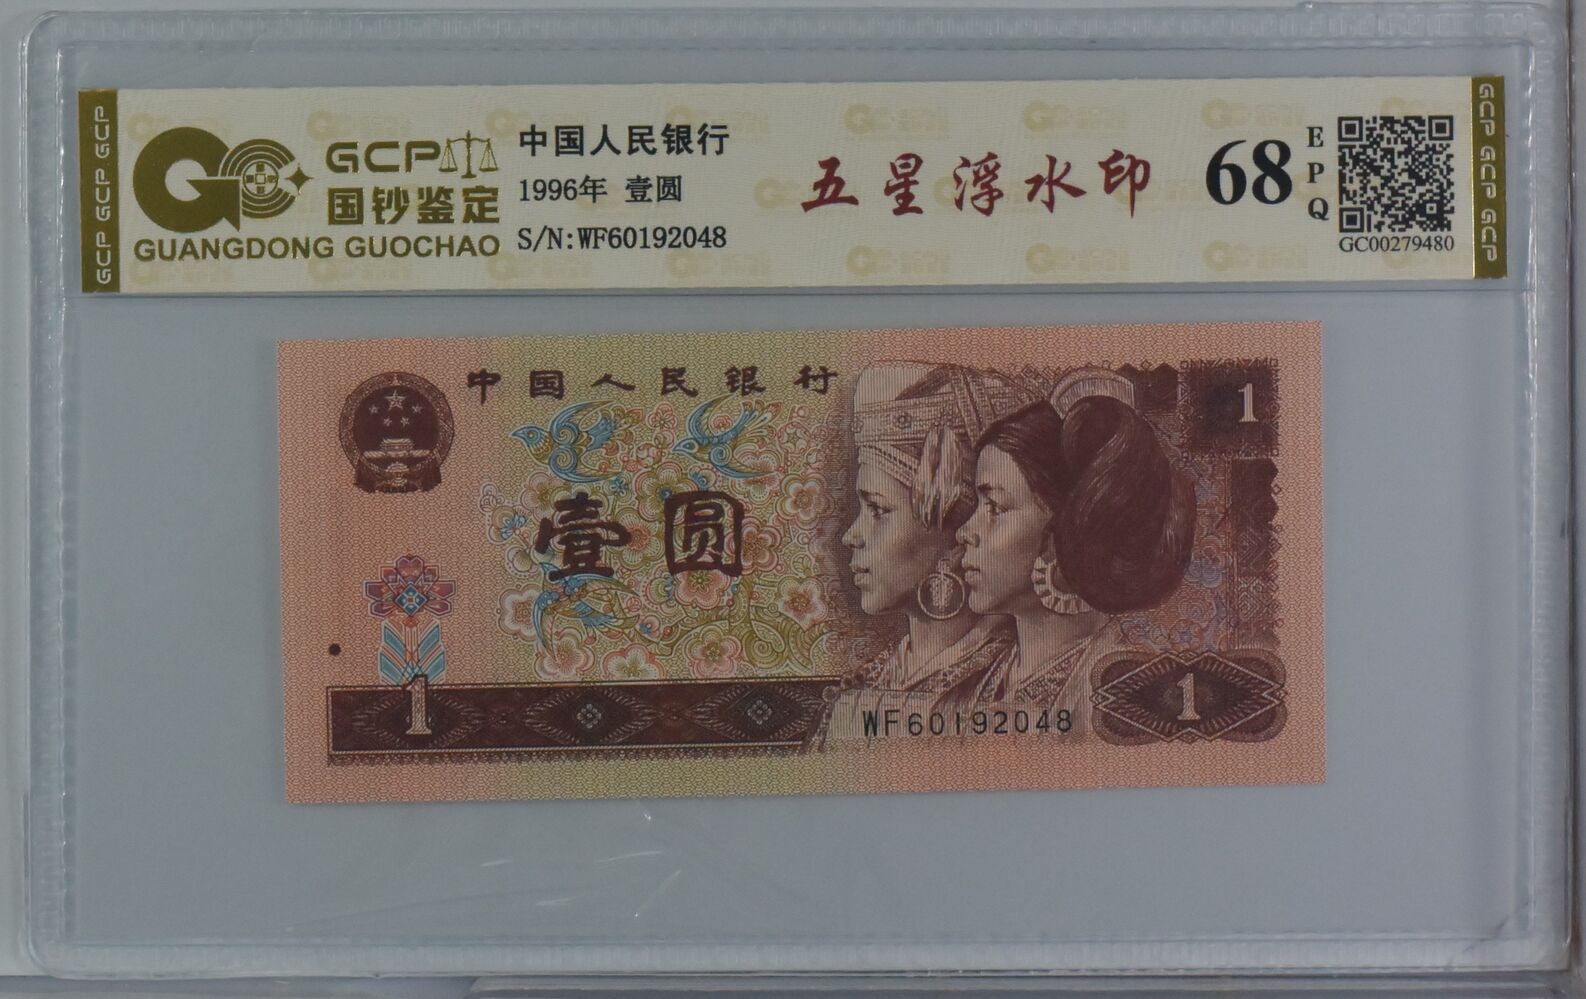 GCP GCP GCP
GCP
国钞鉴定
GUANGDONG GUOCHAO
中国人民银行
1996年 壹圆
S/N:WF60192048
五星浮水印
68
EPQ
GC00279480
GCP GCP GCP
中国人民银行
1
壹圆
1
WF60192048
1